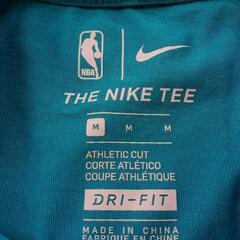 NBA
THE NIKE TEE
M M M
ATHLETIC CUT
CORTE ATLÉTICO
COUPE ATHLÉTIQUE
DRI-FIT
MADE IN CHINA
FABRIQUÉ EN CHINE